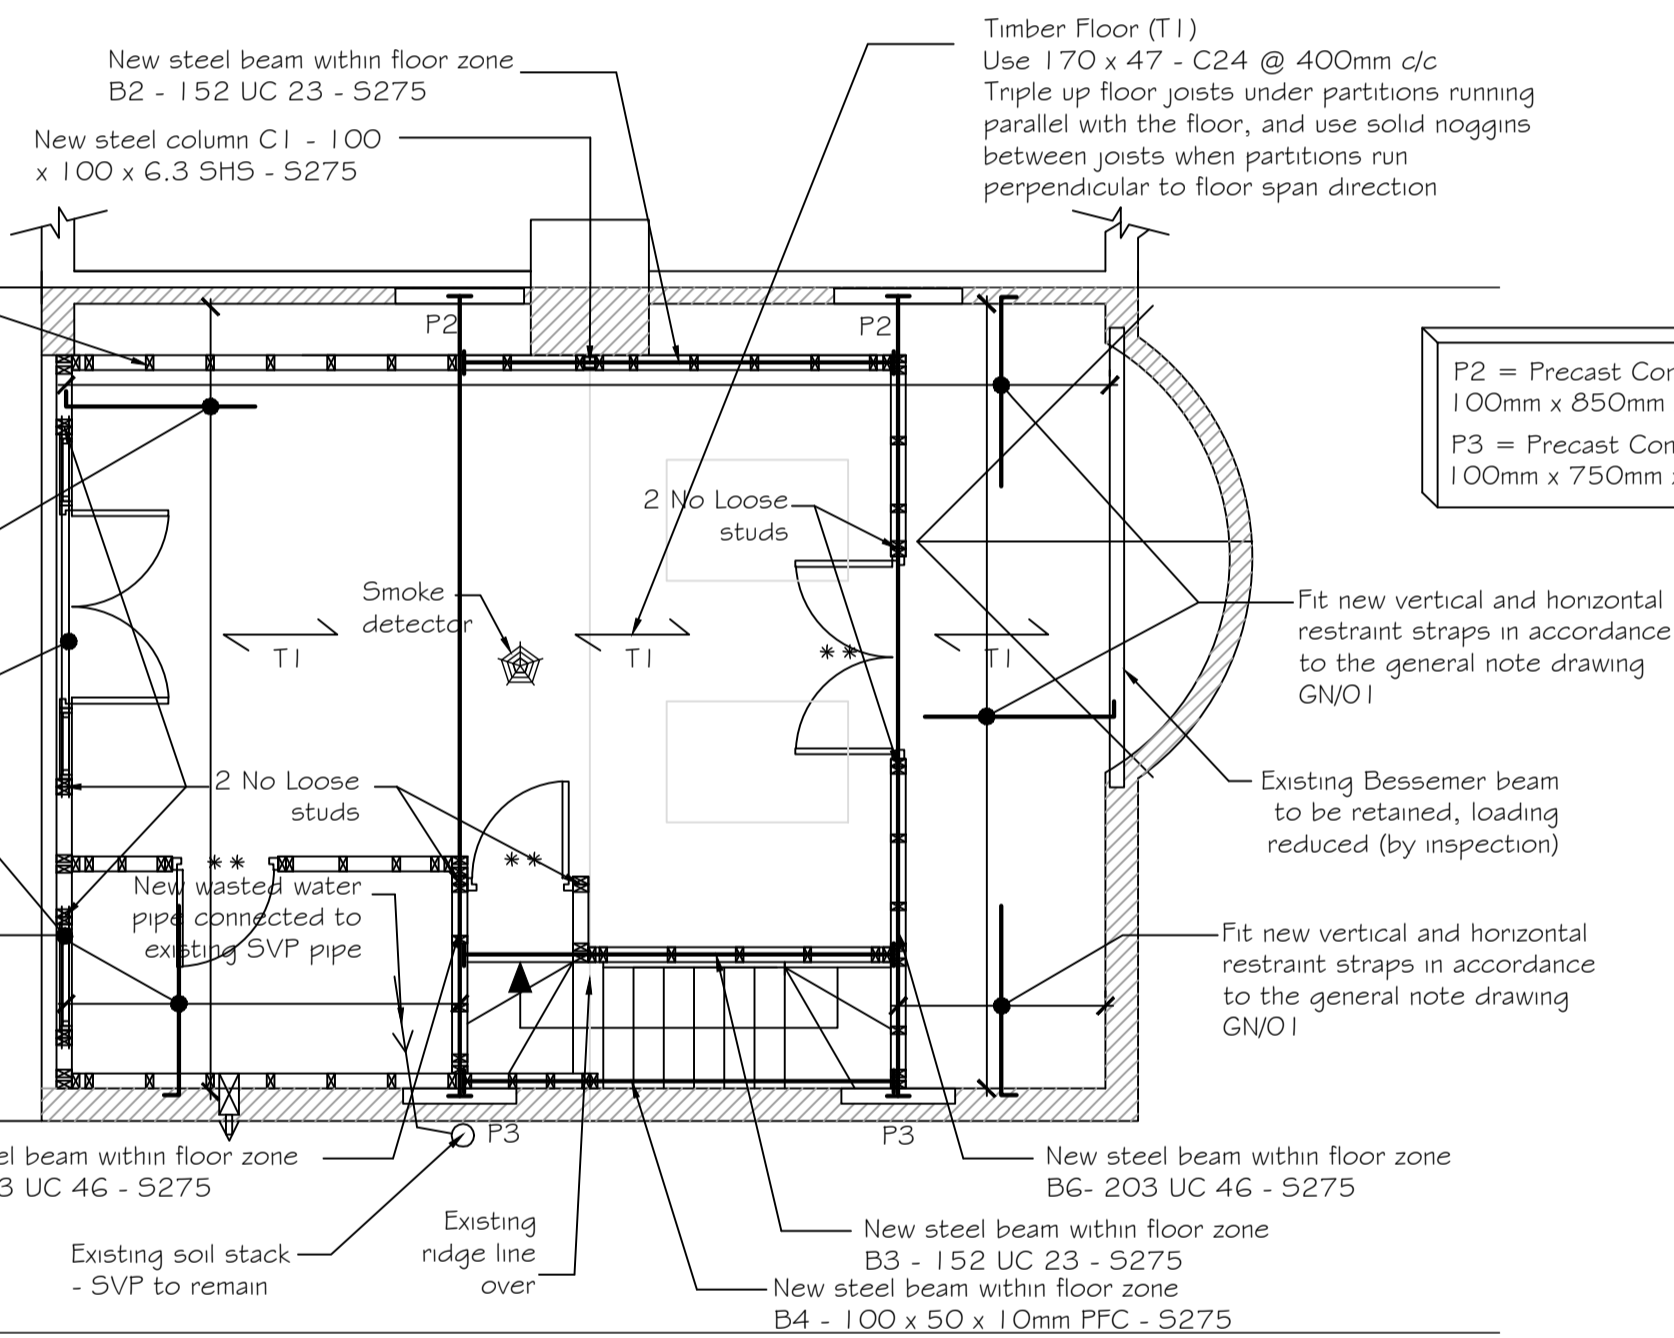 Timber Floor (T1)
Use 170 x 47 - C24 @ 400mm c/c
Triple up floor joists under partitions running
parallel with the floor, and use solid noggins
between joists when partitions run
perpendicular to floor span direction
New steel beam within floor zone
B2 - 152 UC 23 - S275
New steel column C1 - 100
x 100 x 6.3 SHS - S275
P2
P2
P2 = Precast Con
100mm x 850mm
P3 = Precast Con
100mm x 750mm x
2 No Loose
studs
Smoke
detector
T1
T1
**
T1
Fit new vertical and horizontal
restraint straps in accordance
to the general note drawing
GN/01
2 No Loose
studs
Existing Bessemer beam
to be retained, loading
reduced (by inspection)
**
**
New wasted water
pipe connected to
existing SVP pipe
Fit new vertical and horizontal
restraint straps in accordance
to the general note drawing
GN/01
P3
P3
el beam within floor zone
3 UC 46 - S275
New steel beam within floor zone
B6- 203 UC 46 - S275
Existing
ridge line
over
New steel beam within floor zone
B3 - 152 UC 23 - S275
Existing soil stack
- SVP to remain
New steel beam within floor zone
B4 - 100 x 50 x 10mm PFC - S275